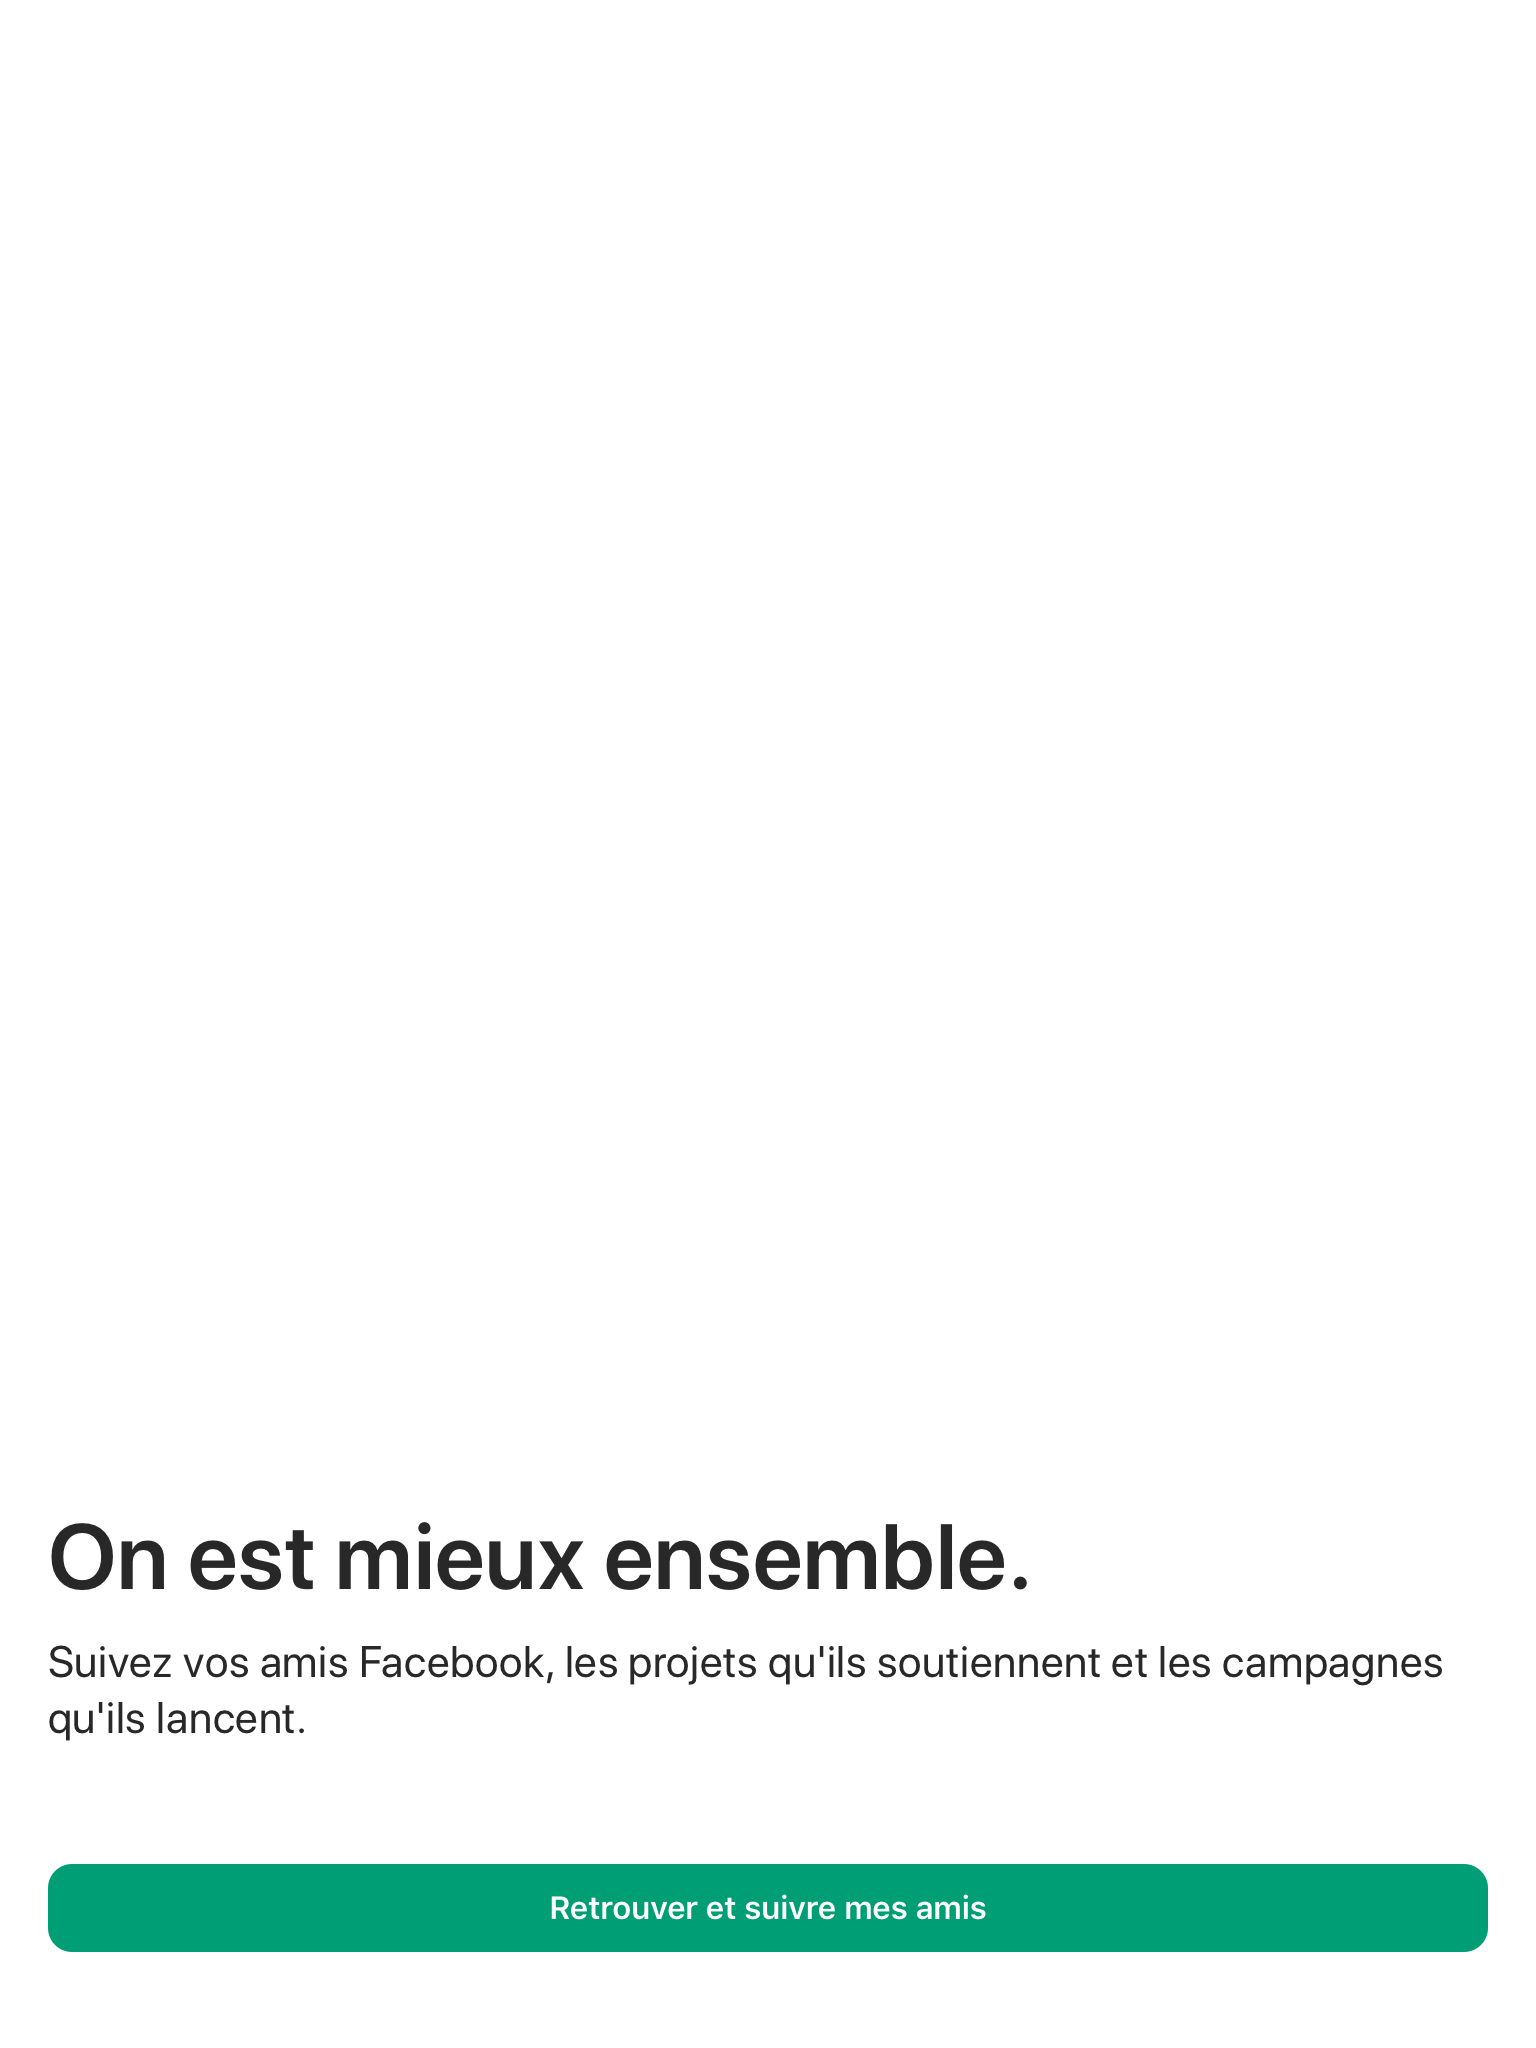 On est mieux ensemble.
Suivez vos amis Facebook, les projets qu'ils soutiennent et les campagnes
qu'ils lancent.
Retrouver et suivre mes amis